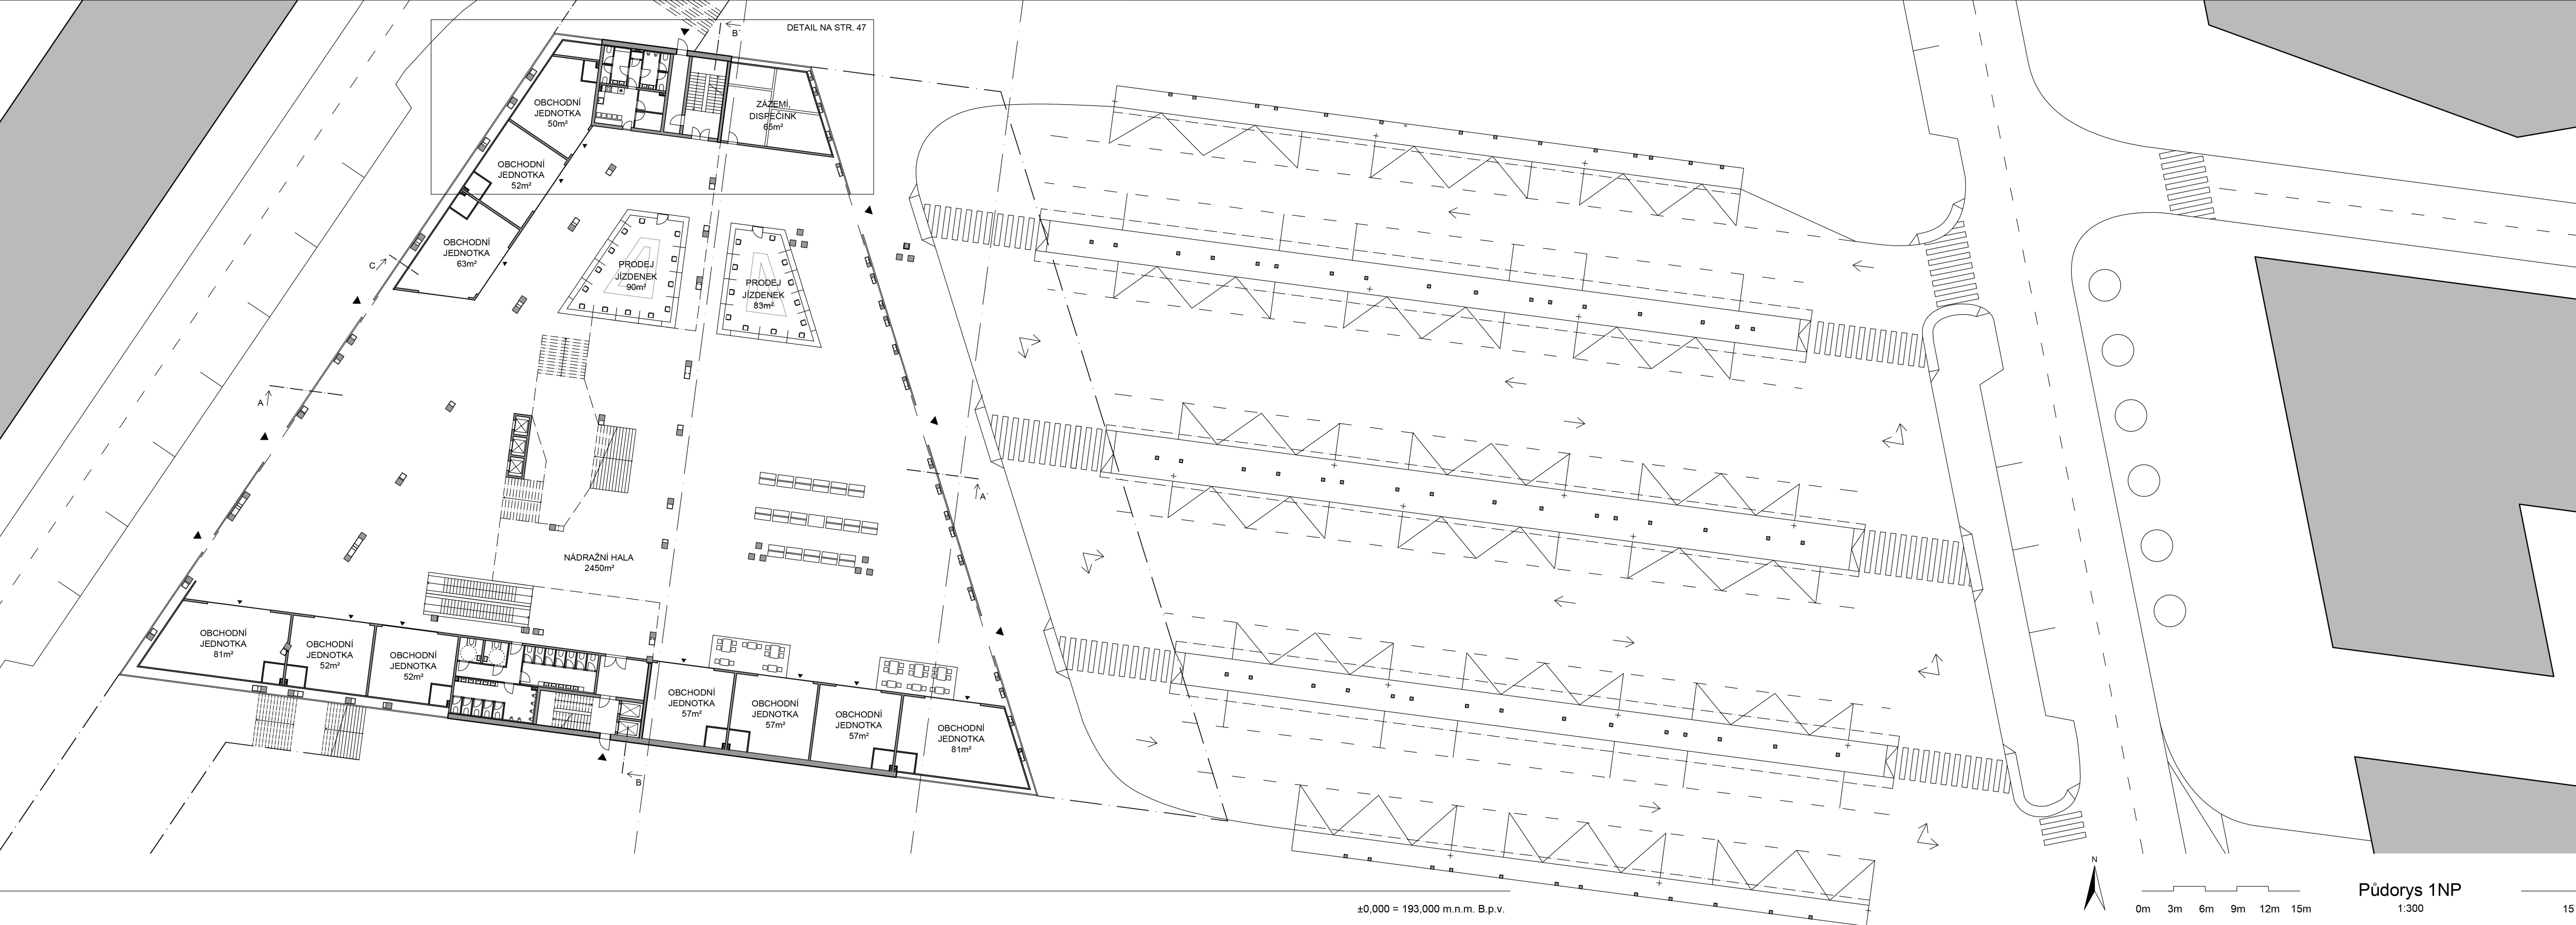 DETAIL NA STR. 47
B'
OBCHODNÍ
JEDNOTKA
50m²
ZÁZEMÍ,
DISPEČINK
65m²
OBCHODNÍ
JEDNOTKA
52m²
OBCHODNÍ
JEDNOTKA
63m²
C
PRODEJ
JÍZDENEK
90m²
PRODEJ
JÍZDENEK
83m²
A
A'
NÁDRAŽNÍ HALA
2450m²
OBCHODNÍ
JEDNOTKA
81m²
OBCHODNÍ
JEDNOTKA
52m²
OBCHODNÍ
JEDNOTKA
52m²
OBCHODNÍ
JEDNOTKA
57m²
OBCHODNÍ
JEDNOTKA
57m²
OBCHODNÍ
JEDNOTKA
57m²
OBCHODNÍ
JEDNOTKA
81m²
B
±0,000 = 193,000 m.n.m. B.p.v.
N
0m 3m 6m 9m 12m 15m
Půdorys 1NP
1:300
15